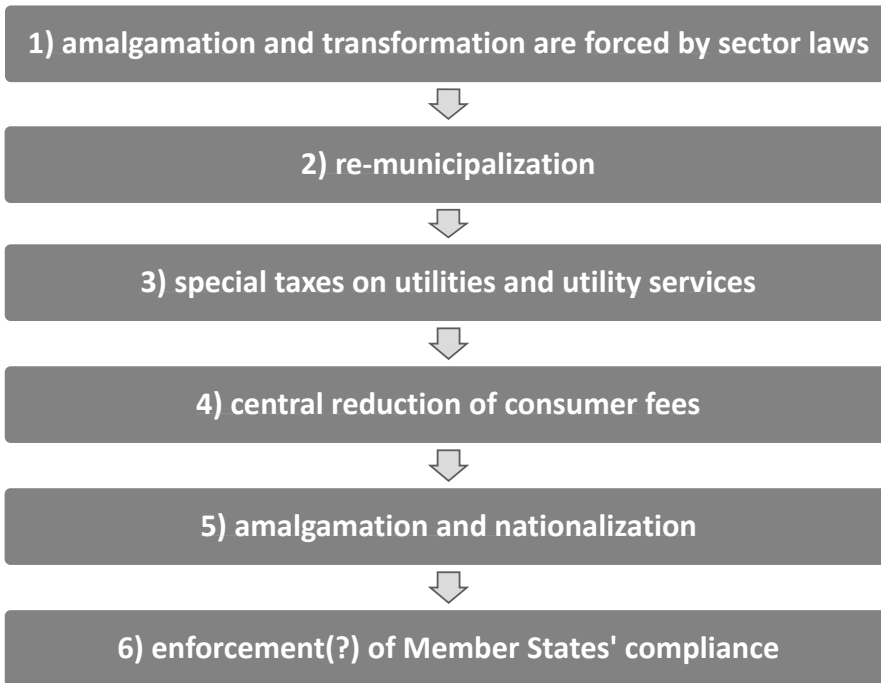 1) amalgamation and transformation are forced by sector laws
2) re-municipalization
3) special taxes on utilities and utility services
4) central reduction of consumer fees
5) amalgamation and nationalization
6) enforcement(?) of Member States' compliance